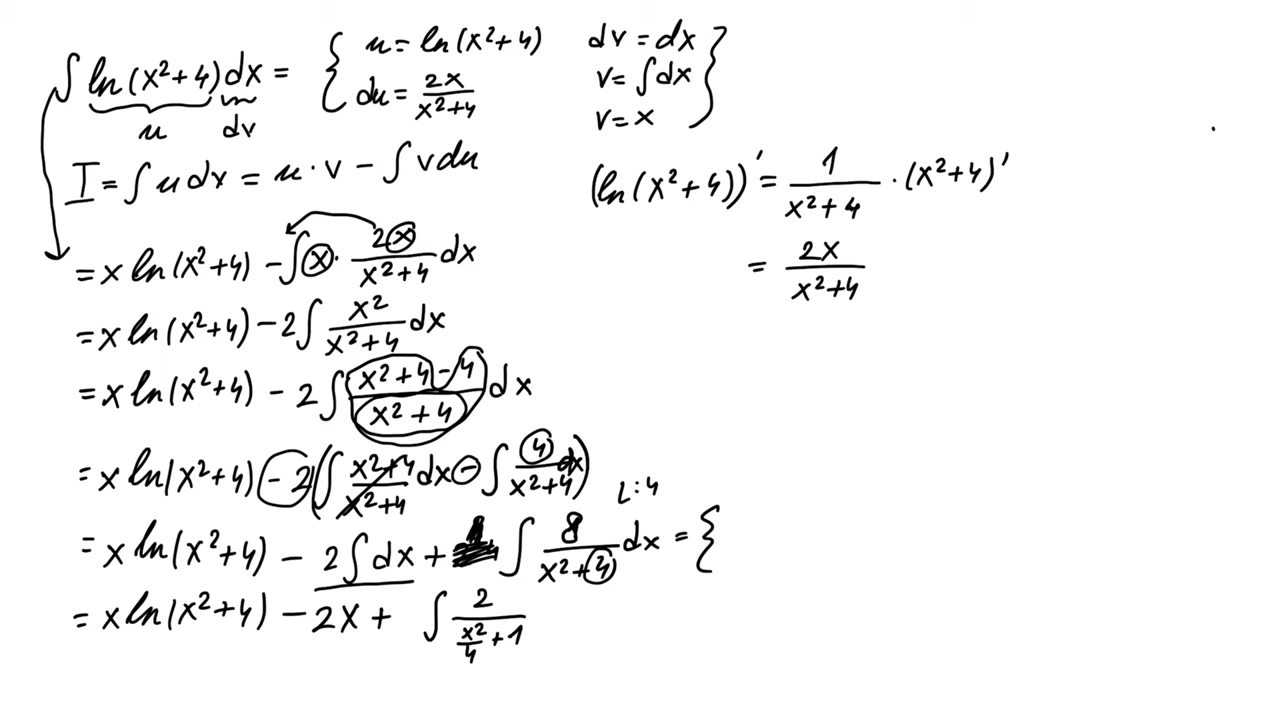 ∫ ln(x²+4) dx = { u = ln(x²+4) dv = dx
du = 2x/(x²+4) v = ∫dx
v = x }
u dv
I = ∫ u dx = u · v − ∫ v du
(ln(x²+4))' = 1/(x²+4) · (x²+4)'
= 2x/(x²+4)
= x ln(x²+4) − ∫ x · 2x/(x²+4) dx
= x ln(x²+4) − 2 ∫ x²/(x²+4) dx
= x ln(x²+4) − 2 ∫ (x²+4−4)/(x²+4) dx
= x ln(x²+4) − 2 (∫ (x²+4)/(x²+4) dx − ∫ 4/(x²+4) dx)
: 4
= x ln(x²+4) − 2 ∫ dx + ∫ 8/(x²+4) dx = {
= x ln(x²+4) − 2x + ∫ 2/(x²/4 + 1)